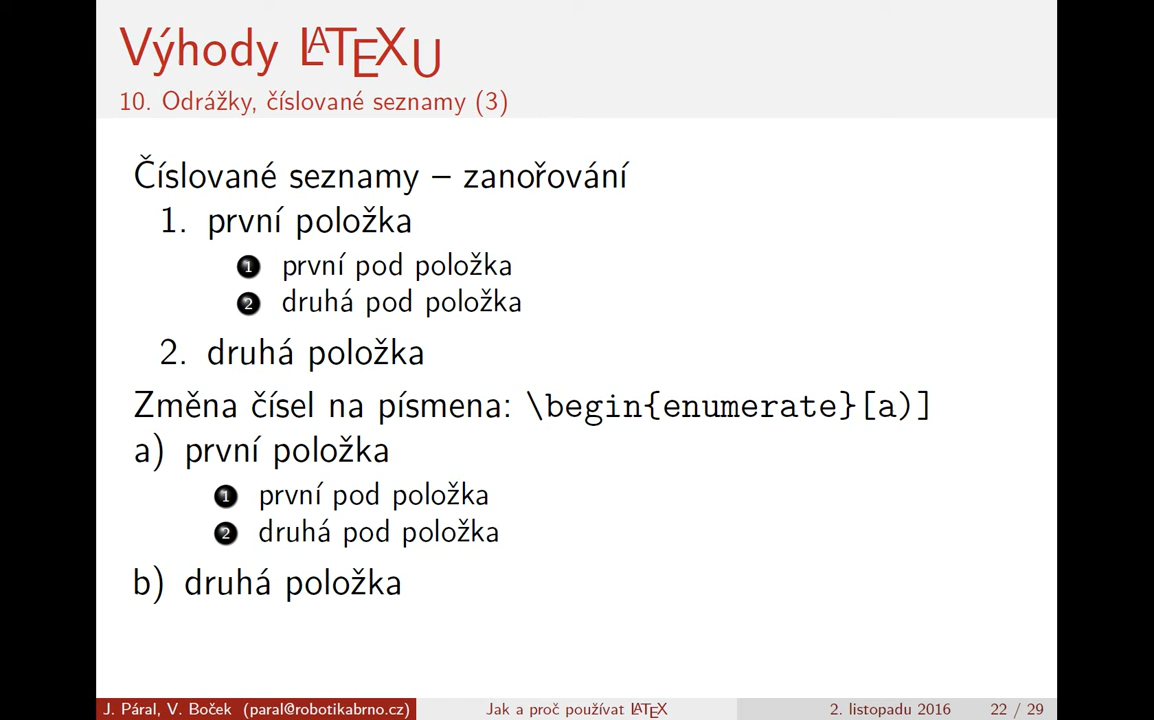 Výhody LATEXU
10. Odrážky, číslované seznamy (3)
Číslované seznamy – zanořování
1. první položka
1 první pod položka
2 druhá pod položka
2. druhá položka
Změna čísel na písmena: \begin{enumerate}[a)]
a) první položka
1 první pod položka
2 druhá pod položka
b) druhá položka
J. Páral, V. Boček (paral@robotikabrno.cz) Jak a proč používat LATEX 2. listopadu 2016 22 / 29